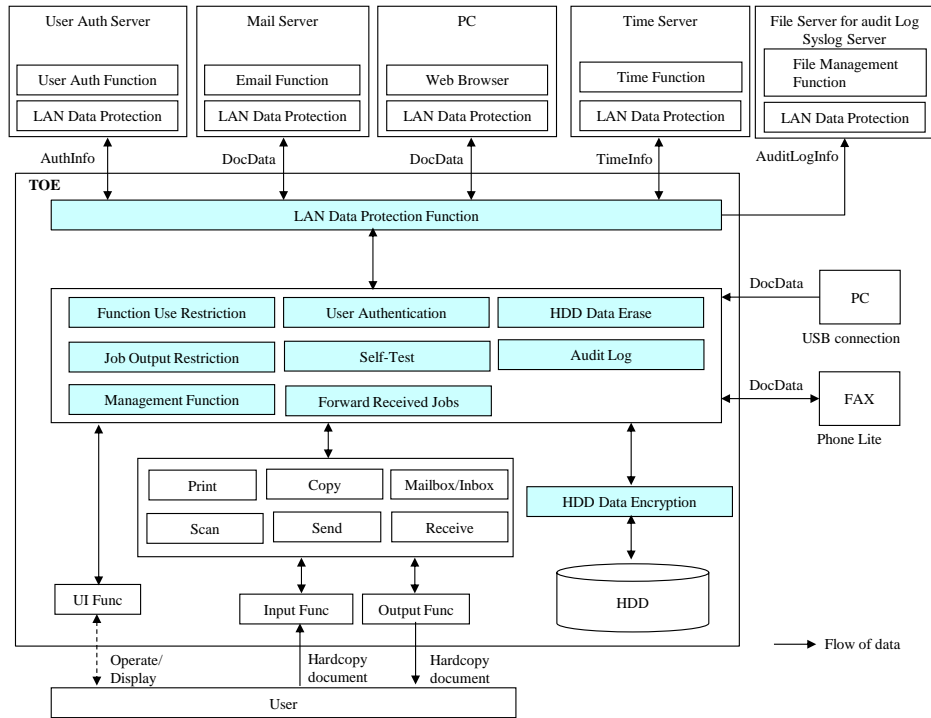 User Auth Server
Mail Server
PC
Time Server
File Server for audit Log
Syslog Server
User Auth Function
Email Function
Web Browser
Time Function
File Management
Function
LAN Data Protection
LAN Data Protection
LAN Data Protection
LAN Data Protection
LAN Data Protection
AuthInfo
DocData
DocData
TimeInfo
AuditLogInfo
TOE
LAN Data Protection Function
Function Use Restriction
User Authentication
HDD Data Erase
Job Output Restriction
Self-Test
Audit Log
Management Function
Forward Received Jobs
DocData
PC
USB connection
DocData
FAX
Phone Lite
Print
Copy
Mailbox/Inbox
Scan
Send
Receive
HDD Data Encryption
HDD
UI Func
Input Func
Output Func
Flow of data
Operate/
Display
Hardcopy
document
Hardcopy
document
User